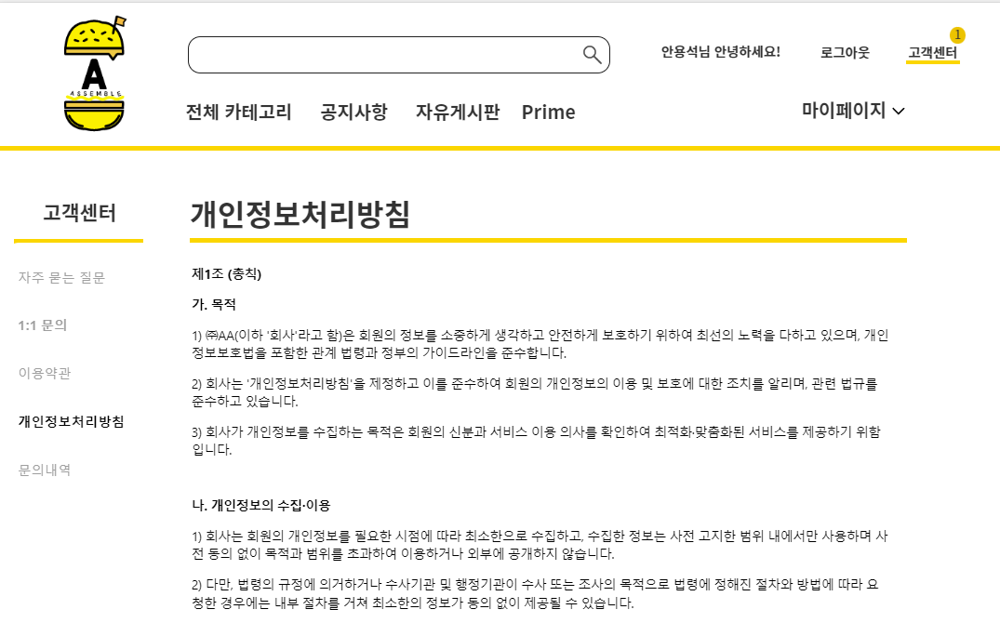 A
ASSEMBLE
안용석님 안녕하세요!
로그아웃
고객센터
1
전체 카테고리
공지사항
자유게시판
Prime
마이페이지
고객센터
자주 묻는 질문
1:1 문의
이용약관
개인정보처리방침
문의내역
개인정보처리방침
제1조 (총칙)
가. 목적
1) ㈜AA(이하 '회사'라고 함)은 회원의 정보를 소중하게 생각하고 안전하게 보호하기 위하여 최선의 노력을 다하고 있으며, 개인
정보보호법을 포함한 관계 법령과 정부의 가이드라인을 준수합니다.
2) 회사는 '개인정보처리방침'을 제정하고 이를 준수하여 회원의 개인정보의 이용 및 보호에 대한 조치를 알리며, 관련 법규를
준수하고 있습니다.
3) 회사가 개인정보를 수집하는 목적은 회원의 신분과 서비스 이용 의사를 확인하여 최적화·맞춤화된 서비스를 제공하기 위함
입니다.
나. 개인정보의 수집·이용
1) 회사는 회원의 개인정보를 필요한 시점에 따라 최소한으로 수집하고, 수집한 정보는 사전 고지한 범위 내에서만 사용하며 사
전 동의 없이 목적과 범위를 초과하여 이용하거나 외부에 공개하지 않습니다.
2) 다만, 법령의 규정에 의거하거나 수사기관 및 행정기관이 수사 또는 조사의 목적으로 법령에 정해진 절차와 방법에 따라 요
청한 경우에는 내부 절차를 거쳐 최소한의 정보가 동의 없이 제공될 수 있습니다.